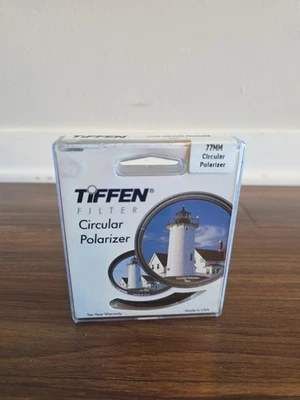 77MM
Circular
Polarizer
TIFFEN®
FILTER
Circular
Polarizer
Ten Year Warranty
Made in USA